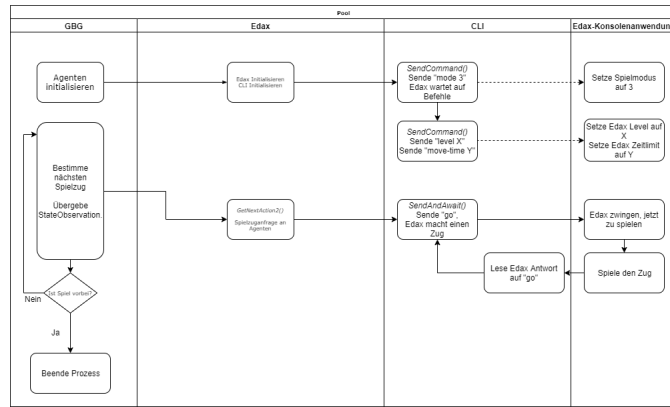 Pool
GBG
Edax
CLI
Edax-Konsolenanwendun
Agenten
initialisieren
Edax Initialisieren
CLI Initialisieren
SendCommand()
Sende "mode 3"
Edax wartet auf
Befehle
Setze Spielmodus
auf 3
SendCommand()
Sende "level X"
Sende "move-time Y"
Setze Edax Level auf
X
Setze Edax Zeitlimit
auf Y
Bestimme
nächsten
Spielzug
Übergebe
StateObservation.
GetNextAction2()
Spielzuganfrage an
Agenten
SendAndAwait()
Sende "go",
Edax macht einen
Zug
Edax zwingen, jetzt
zu spielen
Lese Edax Antwort
auf "go"
Spiele den Zug
Ist Spiel vorbei?
Nein
Ja
Beende Prozess